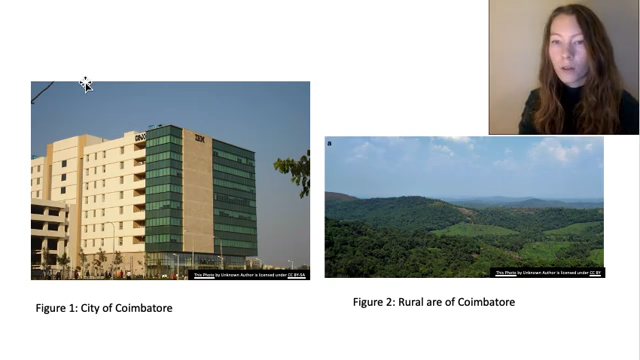 IBM
a
This Photo by Unknown Author is licensed under CC BY-SA
This Photo by Unknown Author is licensed under CC BY
Figure 1: City of Coimbatore
Figure 2: Rural are of Coimbatore